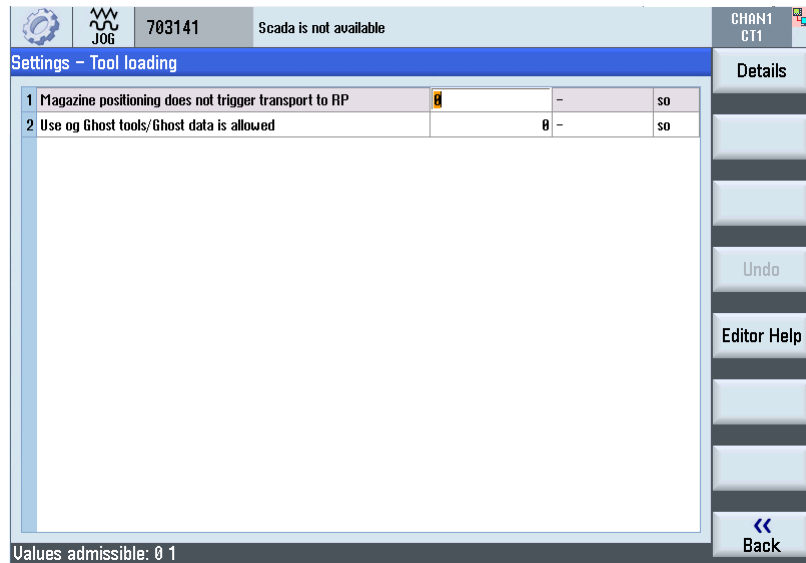 JOG
703141
Scada is not available
CHAN1
CT1
Settings - Tool loading
Details
1 Magazine positioning does not trigger transport to RP 0 - so
2 Use og Ghost tools/Ghost data is allowed 0 - so
Undo
Editor Help
<<
Back
Values admissible: 0 1